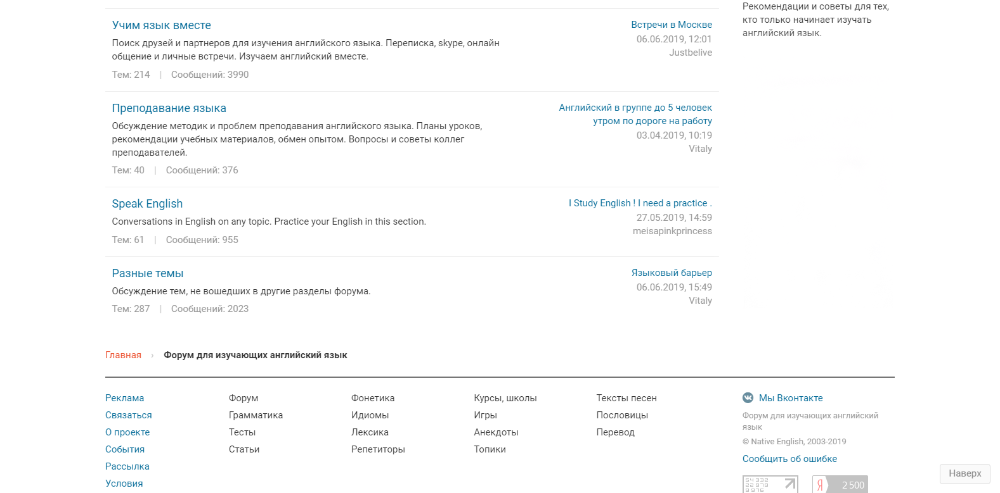 Учим язык вместе
Поиск друзей и партнеров для изучения английского языка. Переписка, skype, онлайн
общение и личные встречи. Изучаем английский вместе.
Тем: 214 | Сообщений: 3990
Встречи в Москве
06.06.2019, 12:01
Justbelive
Преподавание языка
Обсуждение методик и проблем преподавания английского языка. Планы уроков,
рекомендации учебных материалов, обмен опытом. Вопросы и советы коллег
преподавателей.
Тем: 40 | Сообщений: 376
Английский в группе до 5 человек
утром по дороге на работу
03.04.2019, 10:19
Vitaly
Speak English
Conversations in English on any topic. Practice your English in this section.
Тем: 61 | Сообщений: 955
I Study English ! I need a practice .
27.05.2019, 14:59
meisapinkprincess
Разные темы
Обсуждение тем, не вошедших в другие разделы форума.
Тем: 287 | Сообщений: 2023
Языковый барьер
06.06.2019, 15:49
Vitaly
Рекомендации и советы для тех,
кто только начинает изучать
английский язык.
Главная › Форум для изучающих английский язык
Реклама
Связаться
О проекте
События
Рассылка
Условия
Форум
Грамматика
Тесты
Статьи
Фонетика
Идиомы
Лексика
Репетиторы
Курсы, школы
Игры
Анекдоты
Топики
Тексты песен
Пословицы
Перевод
Мы Вконтакте
Форум для изучающих английский
язык
© Native English, 2003-2019
Сообщить об ошибке
54 332
22 979
9 976
Я 2 500
Наверх